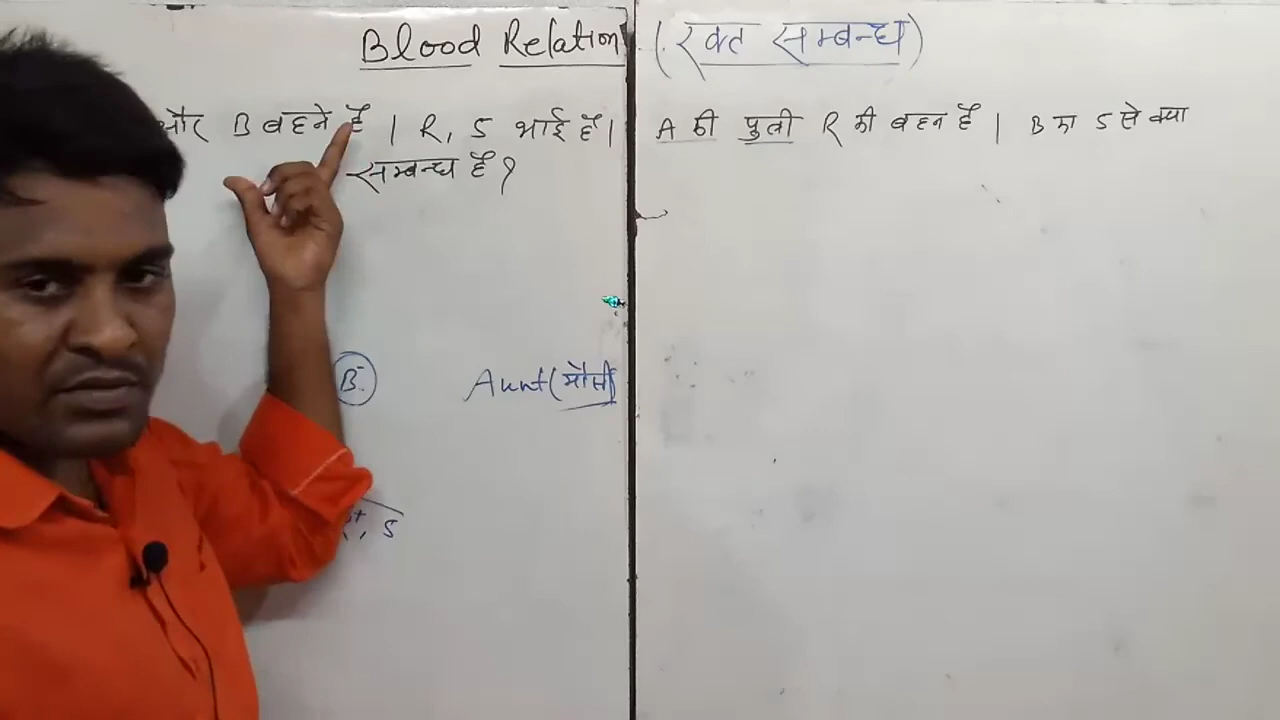 Blood Relation (रक्त सम्बन्ध)
और B बहने है | R, S भाई है | A की पुत्री R की बहन है | B का S से क्या
सम्बन्ध है ?
B- Aunt (मौसी)
S